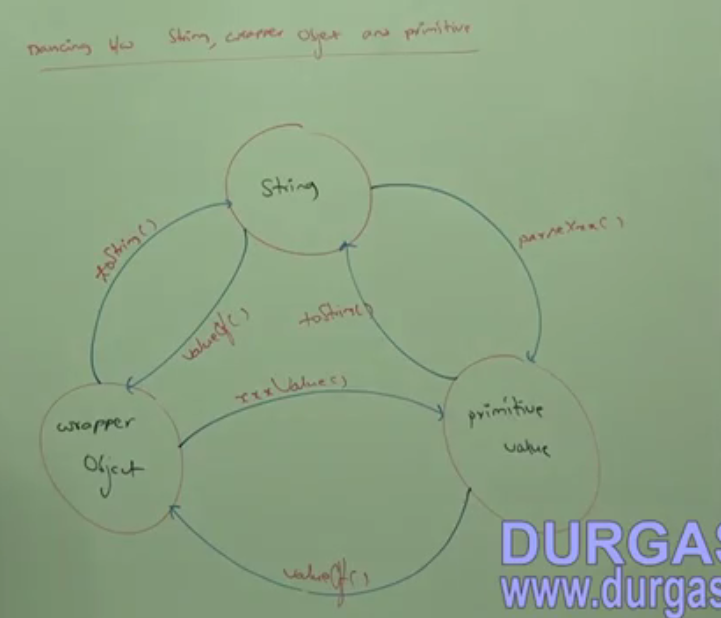 Dancing b/w String, wrapper Object and primitive
String
toString()
parseXxx()
valueOf()
toString()
xxxValue()
wrapper
Object
primitive
value
valueOf()
DURGAS
www.durgas